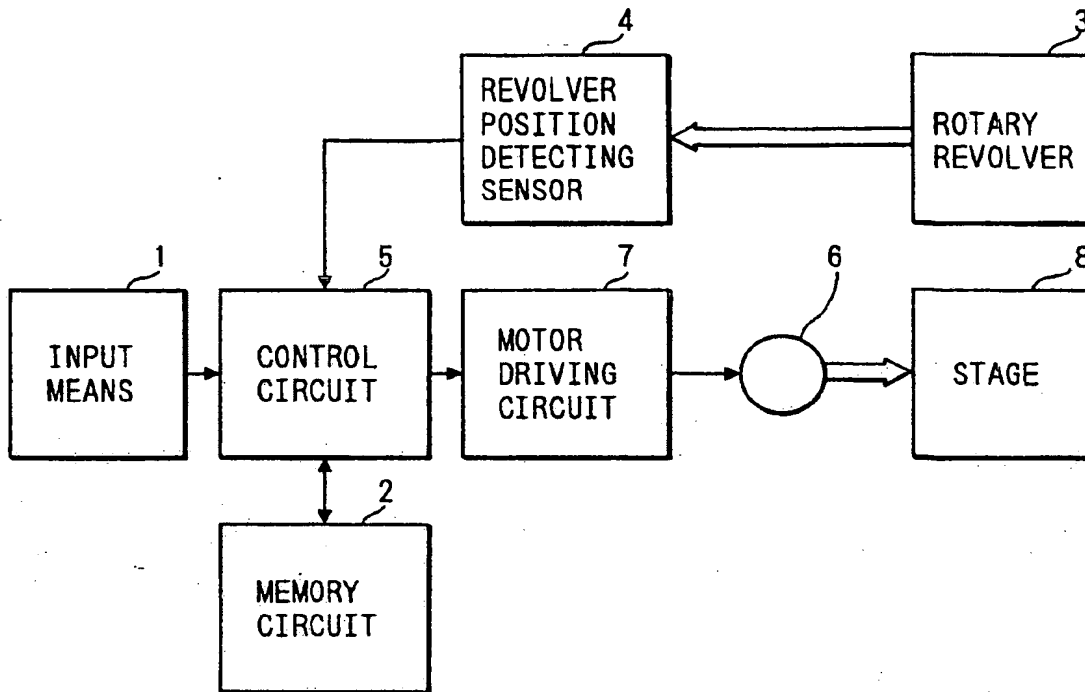 4
REVOLVER
POSITION
DETECTING
SENSOR
3
ROTARY
REVOLVER
1
INPUT
MEANS
5
CONTROL
CIRCUIT
7
MOTOR
DRIVING
CIRCUIT
6
8
STAGE
2
MEMORY
CIRCUIT